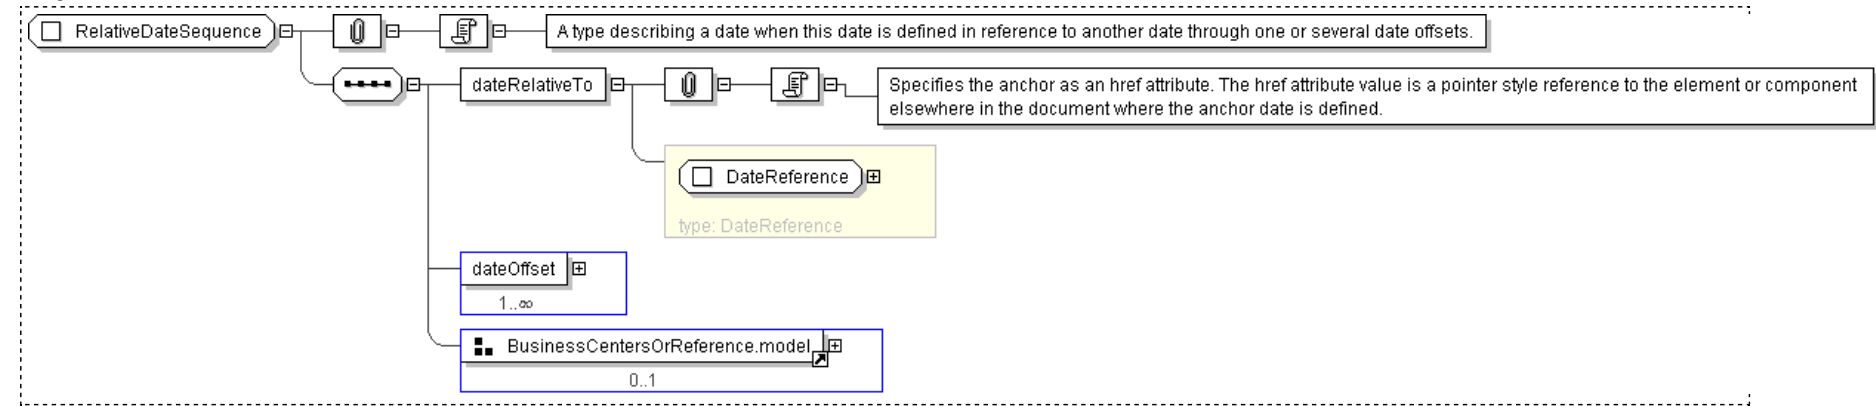 RelativeDateSequence
A type describing a date when this date is defined in reference to another date through one or several date offsets.
dateRelativeTo
Specifies the anchor as an href attribute. The href attribute value is a pointer style reference to the element or component
elsewhere in the document where the anchor date is defined.
DateReference
type: DateReference
dateOffset
1..∞
BusinessCentersOrReference.model
0..1